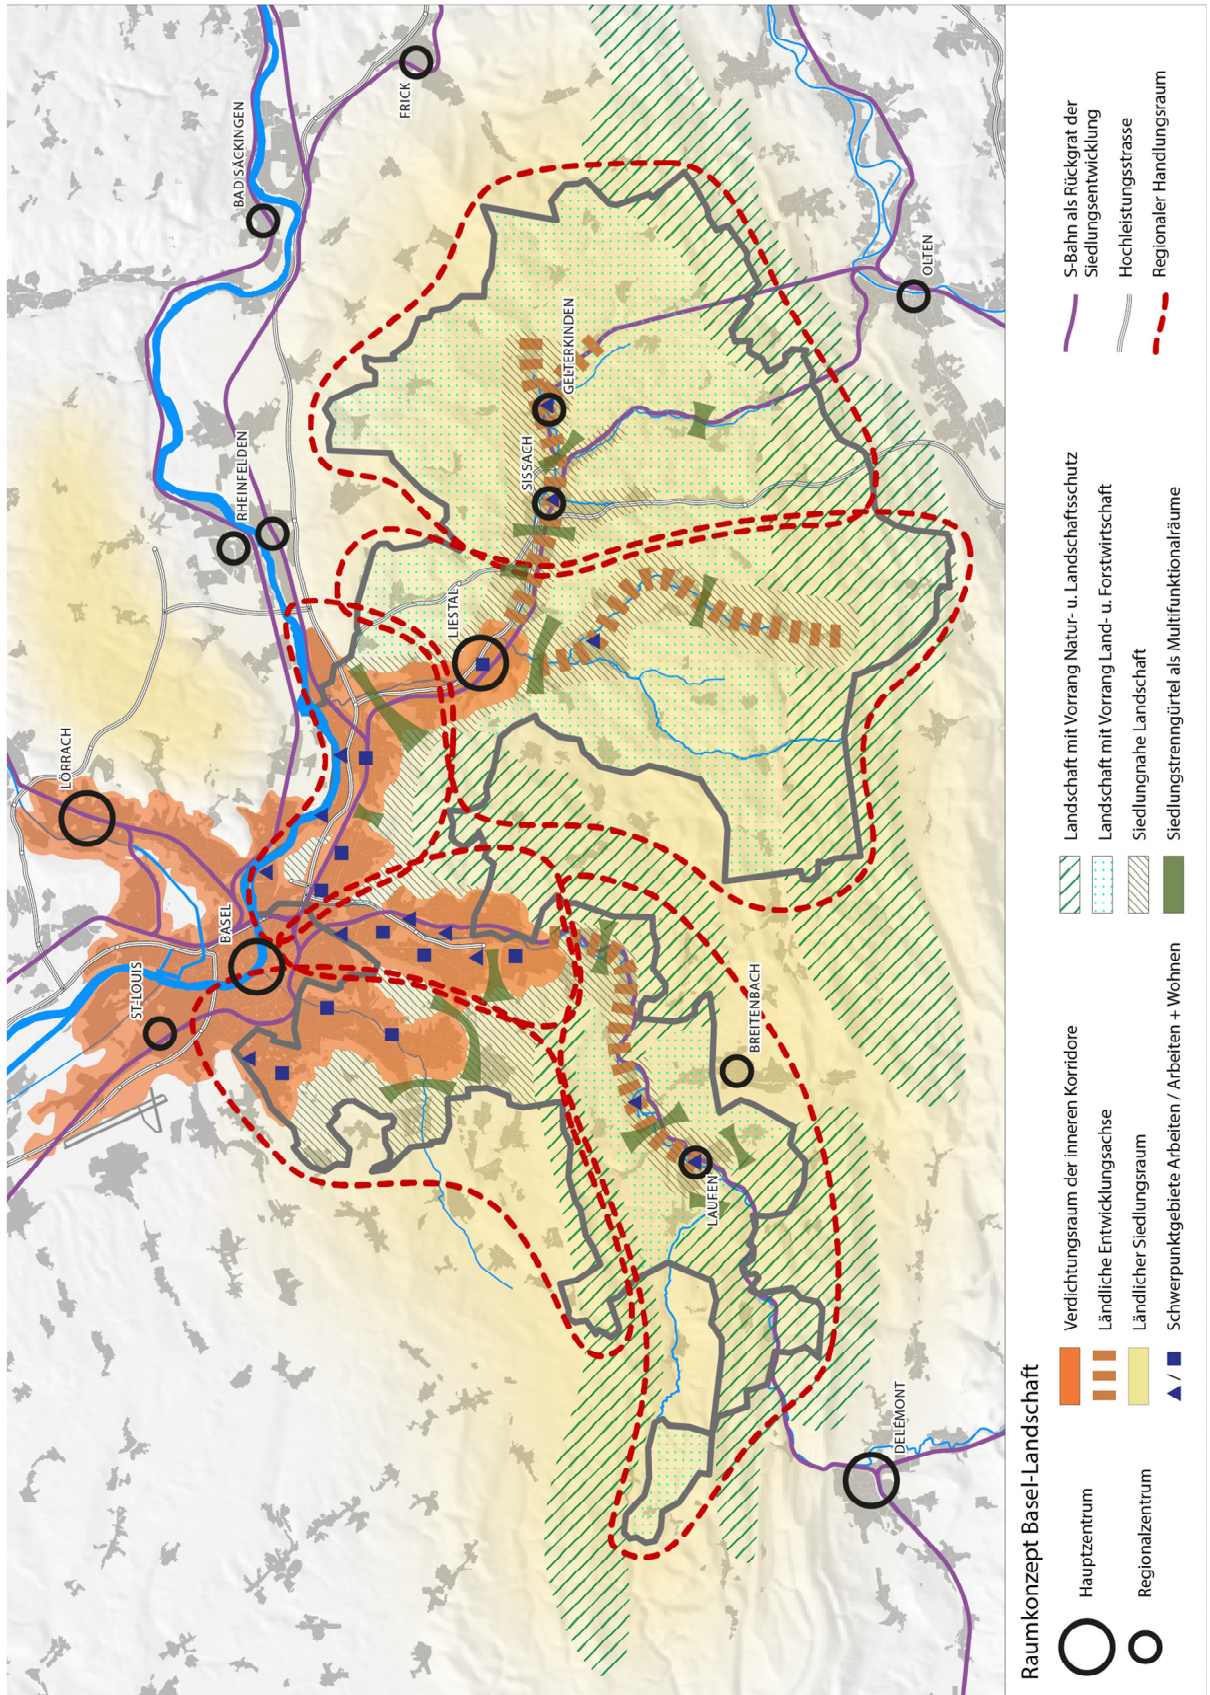 LÖRRACH
ST-LOUIS
BASEL
RHEINFELDEN
BAD SÄCKINGEN
FRICK
LIESTAL
SISSACH
GELTERKINDEN
OLTEN
BREITENBACH
LAUFEN
DELÉMONT
Raumkonzept Basel-Landschaft
Hauptzentrum
Regionalzentrum
Verdichtungsraum der inneren Korridore
Ländliche Entwicklungsachse
Ländlicher Siedlungsraum
/ Schwerpunktgebiete Arbeiten / Arbeiten + Wohnen
Landschaft mit Vorrang Natur- u. Landschaftsschutz
Landschaft mit Vorrang Land- u. Forstwirtschaft
Siedlungnahe Landschaft
Siedlungstrenngürtel als Multifunktionalräume
S-Bahn als Rückgrat der
Siedlungsentwicklung
Hochleistungsstrasse
Regionaler Handlungsraum